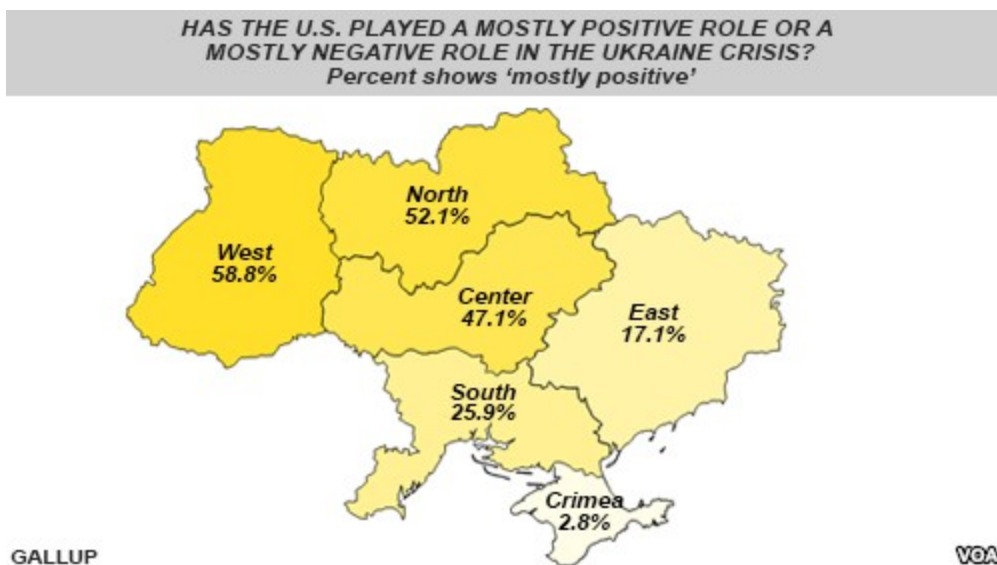 HAS THE U.S. PLAYED A MOSTLY POSITIVE ROLE OR A
MOSTLY NEGATIVE ROLE IN THE UKRAINE CRISIS?
Percent shows ‘mostly positive’
North
52.1%
West
58.8%
Center
47.1%
East
17.1%
South
25.9%
Crimea
2.8%
GALLUP
VOA